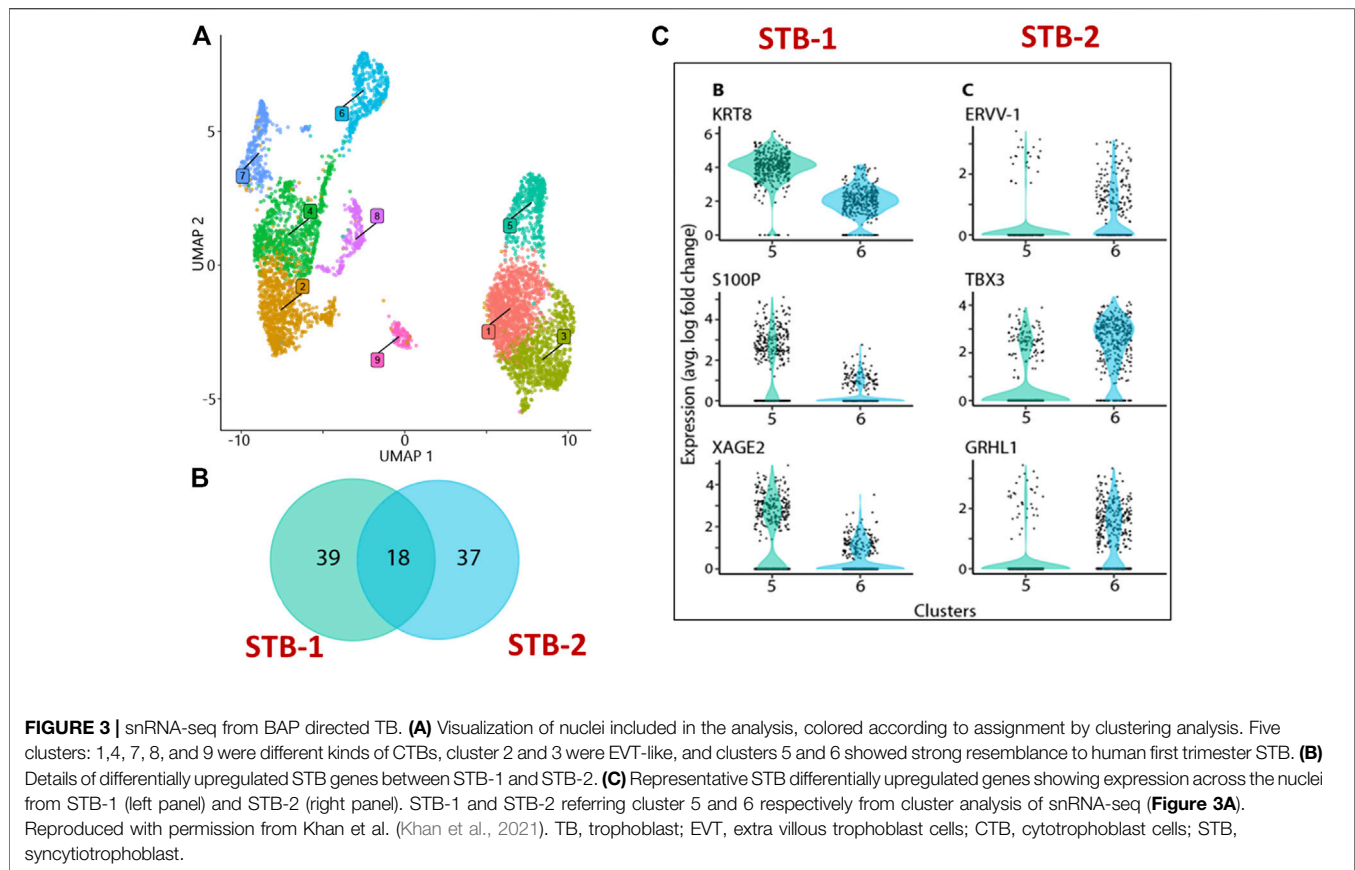 A
UMAP 2
5
0
-5
-10
0
10
UMAP 1
6
7
4
8
5
2
1
3
9
B
39
18
37
STB-1
STB-2
C
STB-1
STB-2
B
C
Expression (avg. log fold change)
KRT8
6
4
2
0
5
6
ERVV-1
2
0
5
6
S100P
4
2
0
5
6
TBX3
4
2
0
5
6
XAGE2
4
2
0
5
6
GRHL1
2
0
5
6
Clusters
FIGURE 3 | snRNA-seq from BAP directed TB. (A) Visualization of nuclei included in the analysis, colored according to assignment by clustering analysis. Five
clusters: 1,4, 7, 8, and 9 were different kinds of CTBs, cluster 2 and 3 were EVT-like, and clusters 5 and 6 showed strong resemblance to human first trimester STB. (B)
Details of differentially upregulated STB genes between STB-1 and STB-2. (C) Representative STB differentially upregulated genes showing expression across the nuclei
from STB-1 (left panel) and STB-2 (right panel). STB-1 and STB-2 referring cluster 5 and 6 respectively from cluster analysis of snRNA-seq (Figure 3A).
Reproduced with permission from Khan et al. (Khan et al., 2021). TB, trophoblast; EVT, extra villous trophoblast cells; CTB, cytotrophoblast cells; STB,
syncytiotrophoblast.